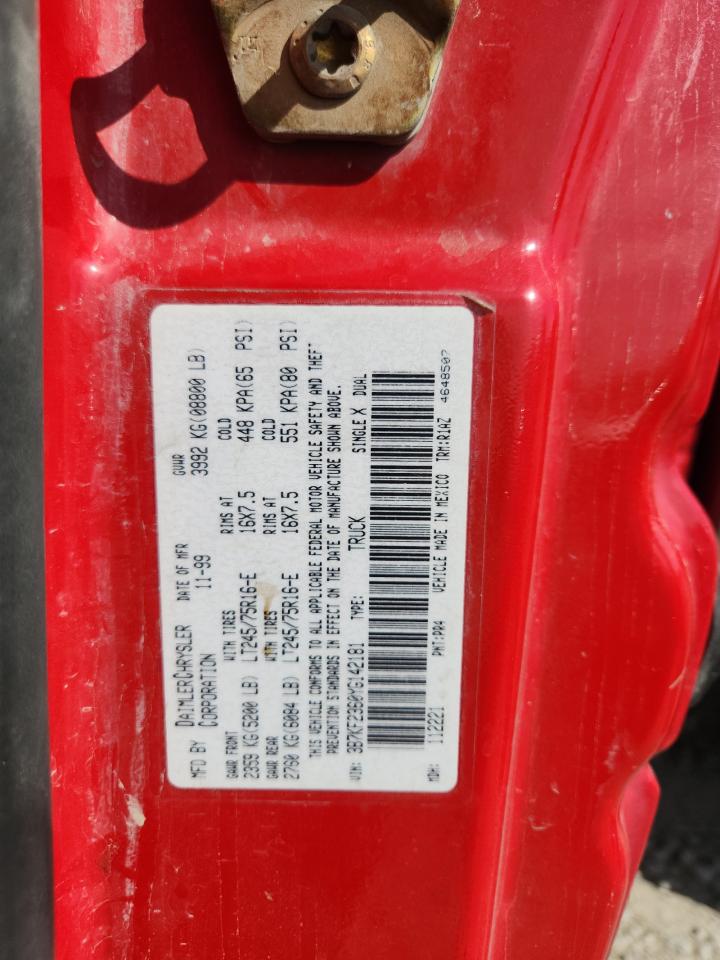 MFD BY DAIMLERCHRYSLER CORPORATION DATE OF MFR 11-99 GVWR 3992 KG(08800 LB)
GAWR FRONT WITH TIRES RIMS AT COLD
2359 KG(5200 LB) LT245/75R16-E 16X7.5 448 KPA(65 PSI)
GAWR REAR WITH TIRES RIMS AT COLD
2760 KG(6084 LB) LT245/75R16-E 16X7.5 551 KPA(80 PSI)
THIS VEHICLE CONFORMS TO ALL APPLICABLE FEDERAL MOTOR VEHICLE SAFETY AND THEFT
PREVENTION STANDARDS IN EFFECT ON THE DATE OF MANUFACTURE SHOWN ABOVE.
VIN: 3B7KF2360YG142181 TYPE: TRUCK SINGLE X DUAL
MDH: 112221 PNT:PR4 VEHICLE MADE IN MEXICO TRM:R1AZ 4648507